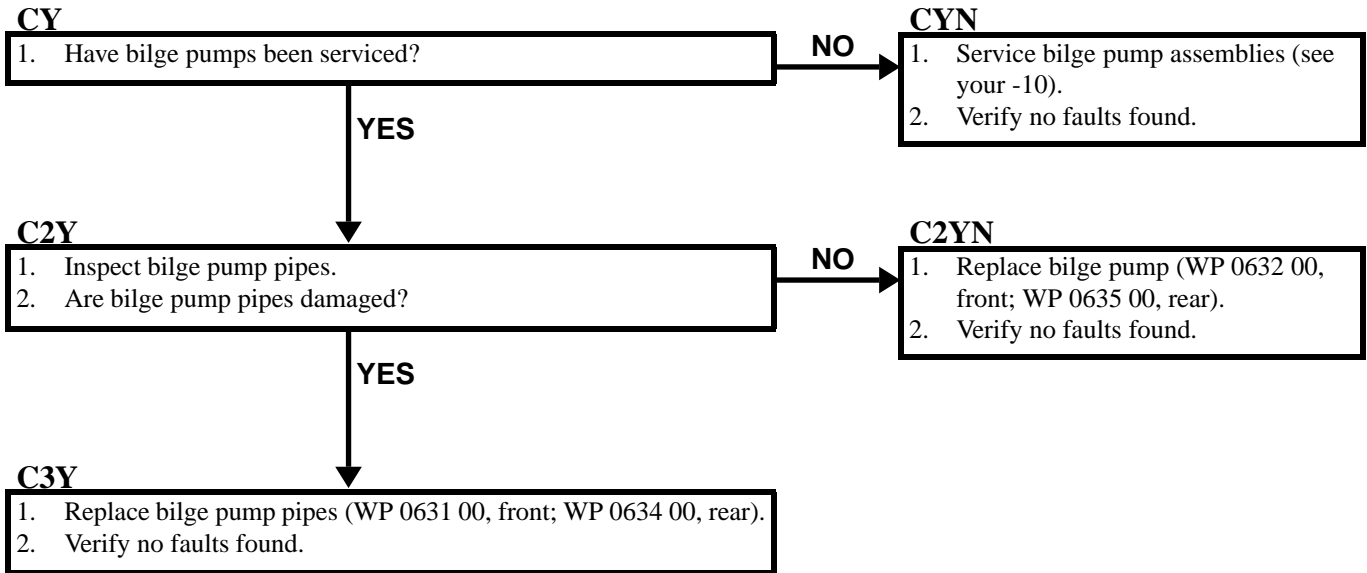 CY
1. Have bilge pumps been serviced?
NO
CYN
1. Service bilge pump assemblies (see
your -10).
2. Verify no faults found.
YES
C2Y
1. Inspect bilge pump pipes.
2. Are bilge pump pipes damaged?
NO
C2YN
1. Replace bilge pump (WP 0632 00,
front; WP 0635 00, rear).
2. Verify no faults found.
YES
C3Y
1. Replace bilge pump pipes (WP 0631 00, front; WP 0634 00, rear).
2. Verify no faults found.